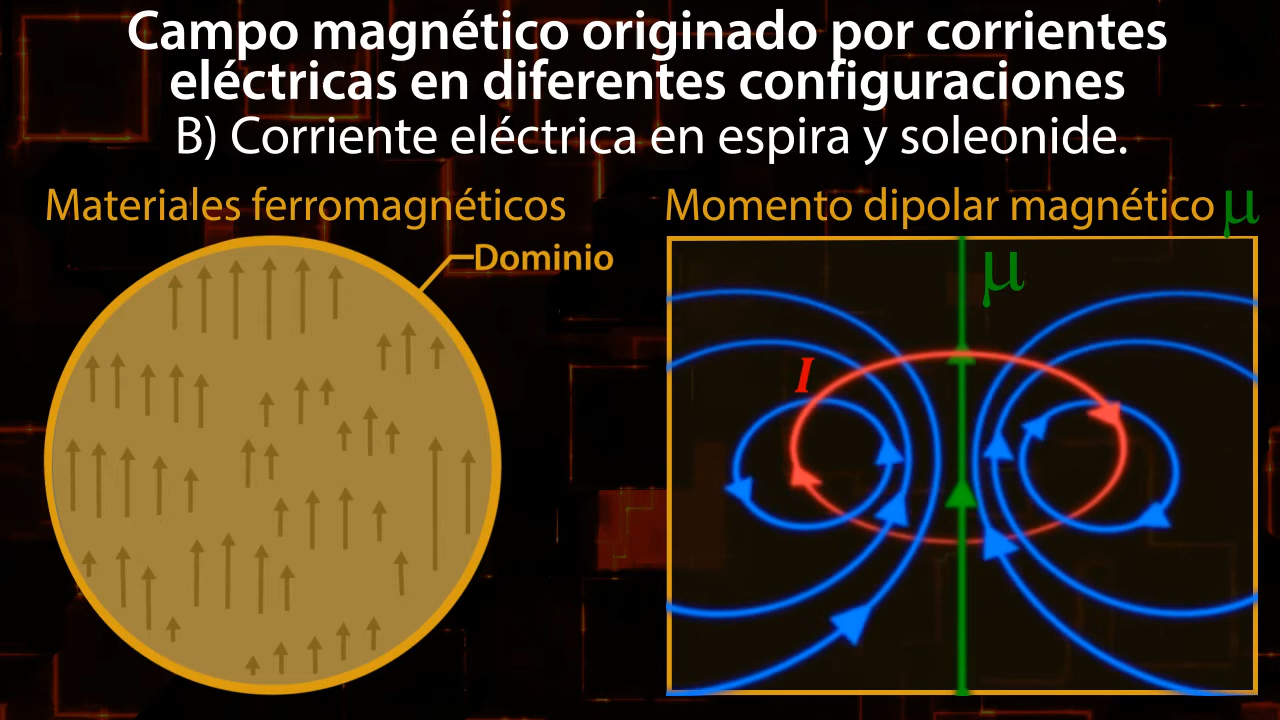 Campo magnético originado por corrientes
eléctricas en diferentes configuraciones
B) Corriente eléctrica en espira y soleonide.
Materiales ferromagnéticos
Momento dipolar magnético μ
Dominio
μ
I